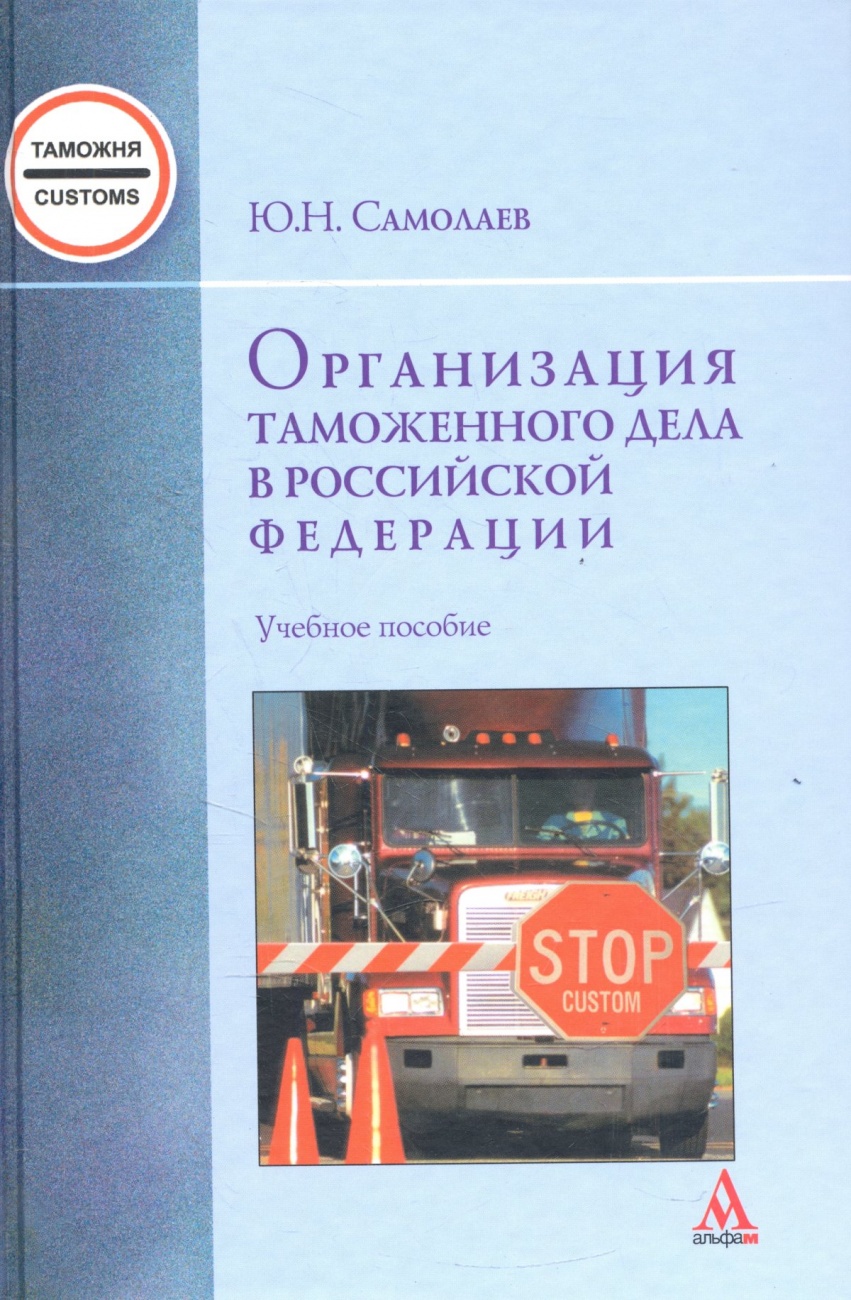 ТАМОЖНЯ
CUSTOMS
Ю.Н. Самолаев
Организация
таможенного дела
в Российской
Федерации
Учебное пособие
STOP
CUSTOM
альфам